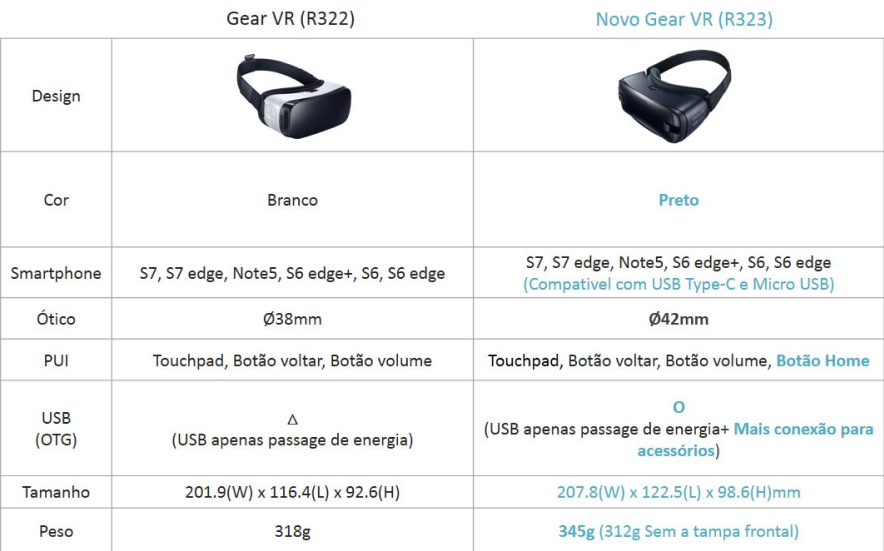 Gear VR (R322)
Novo Gear VR (R323)
Design
Cor
Branco
Preto
Smartphone
S7, S7 edge, Note5, S6 edge+, S6, S6 edge
S7, S7 edge, Note5, S6 edge+, S6, S6 edge
(Compativel com USB Type-C e Micro USB)
Ótico
Ø38mm
Ø42mm
PUI
Touchpad, Botão voltar, Botão volume
Touchpad, Botão voltar, Botão volume, Botão Home
USB
(OTG)
Δ
(USB apenas passage de energia)
O
(USB apenas passage de energia+ Mais conexão para
acessórios)
Tamanho
201.9(W) x 116.4(L) x 92.6(H)
207.8(W) x 122.5(L) x 98.6(H)mm
Peso
318g
345g (312g Sem a tampa frontal)